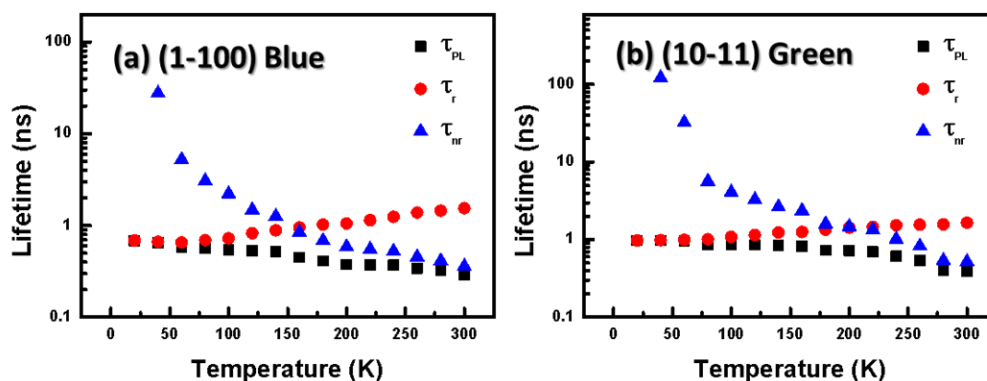 (a) (1-100) Blue
τPL
τr
τnr
Lifetime (ns)
100
10
1
0.1
0 50 100 150 200 250 300
Temperature (K)
(b) (10-11) Green
τPL
τr
τnr
Lifetime (ns)
100
10
1
0.1
0 50 100 150 200 250 300
Temperature (K)